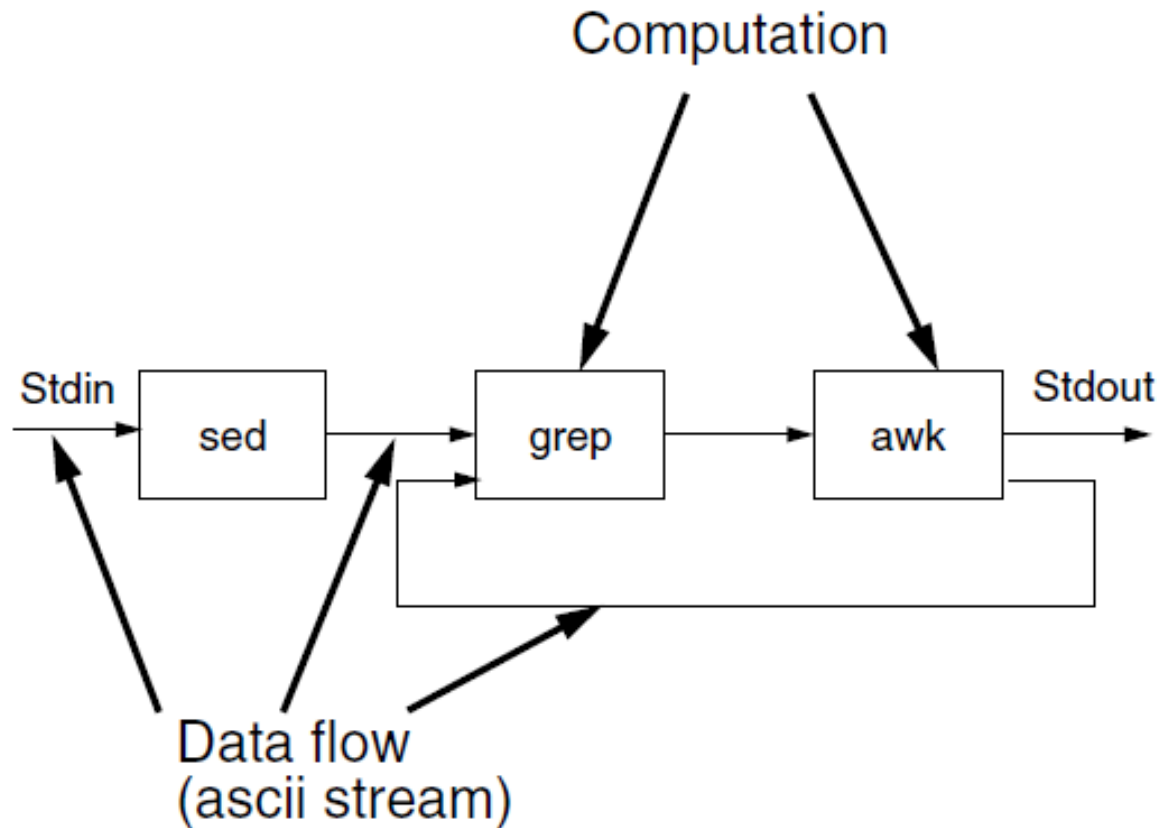 Computation
Stdin
sed
grep
awk
Stdout
Data flow
(ascii stream)